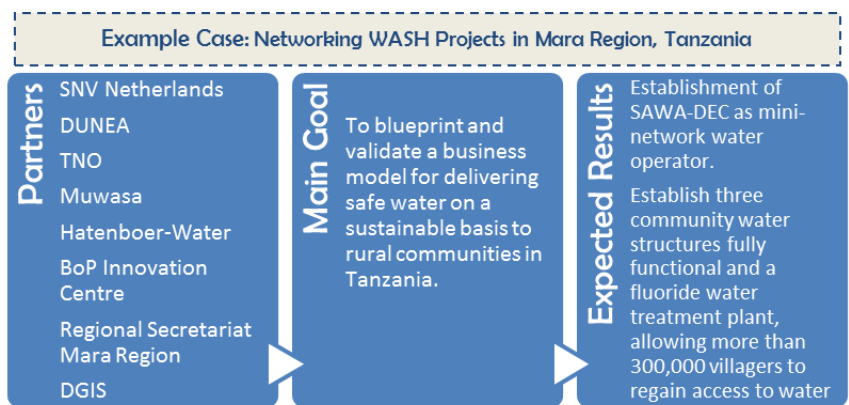 Example Case: Networking WASH Projects in Mara Region, Tanzania
Partners
SNV Netherlands
DUNEA
TNO
Muwasa
Hatenboer-Water
BoP Innovation
Centre
Regional Secretariat
Mara Region
DGIS
Main Goal
To blueprint and
validate a business
model for delivering
safe water on a
sustainable basis to
rural communities in
Tanzania.
Expected Results
Establishment of
SAWA-DEC as mini-
network water
operator.
Establish three
community water
structures fully
functional and a
fluoride water
treatment plant,
allowing more than
300,000 villagers to
regain access to water